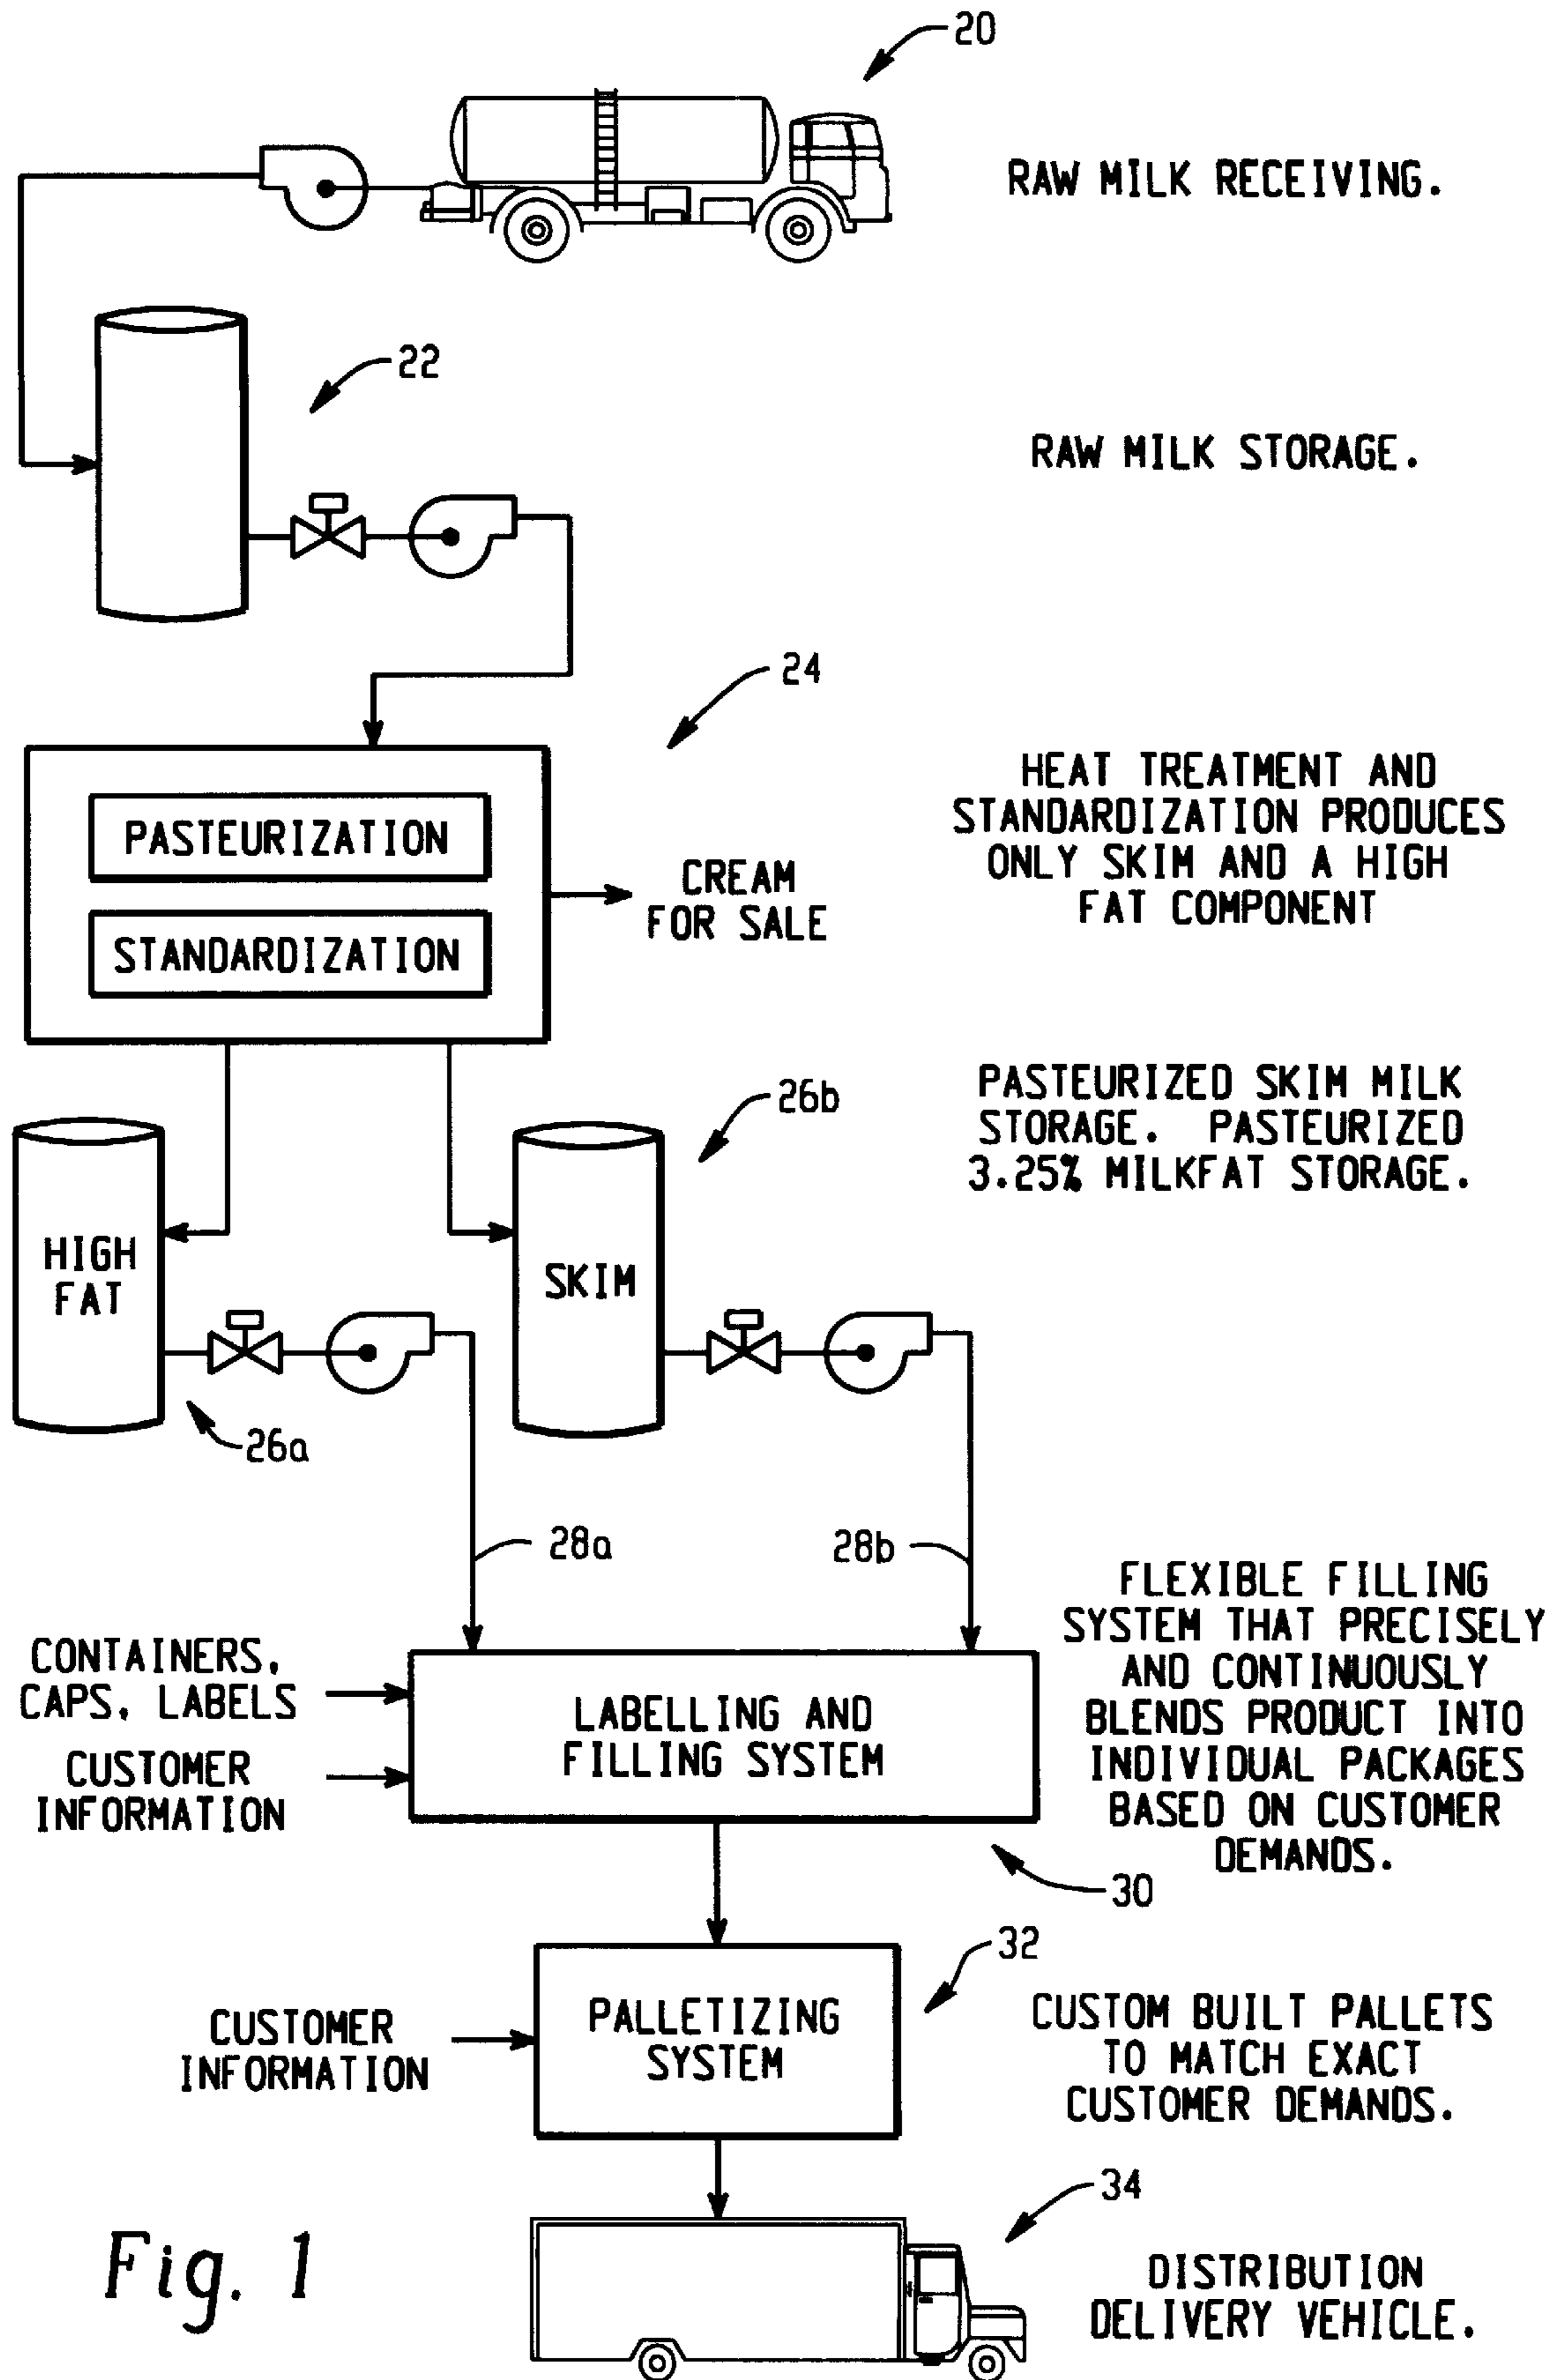 20
RAW MILK RECEIVING.
22
RAW MILK STORAGE.
24
PASTEURIZATION
STANDARDIZATION
CREAM
FOR SALE
HEAT TREATMENT AND
STANDARDIZATION PRODUCES
ONLY SKIM AND A HIGH
FAT COMPONENT
26b
PASTEURIZED SKIM MILK
STORAGE. PASTEURIZED
3.25% MILKFAT STORAGE.
HIGH
FAT
SKIM
26a
28a
28b
CONTAINERS,
CAPS, LABELS
CUSTOMER
INFORMATION
LABELLING AND
FILLING SYSTEM
FLEXIBLE FILLING
SYSTEM THAT PRECISELY
AND CONTINUOUSLY
BLENDS PRODUCT INTO
INDIVIDUAL PACKAGES
BASED ON CUSTOMER
DEMANDS.
30
32
CUSTOMER
INFORMATION
PALLETIZING
SYSTEM
CUSTOM BUILT PALLETS
TO MATCH EXACT
CUSTOMER DEMANDS.
34
DISTRIBUTION
DELIVERY VEHICLE.
Fig. 1